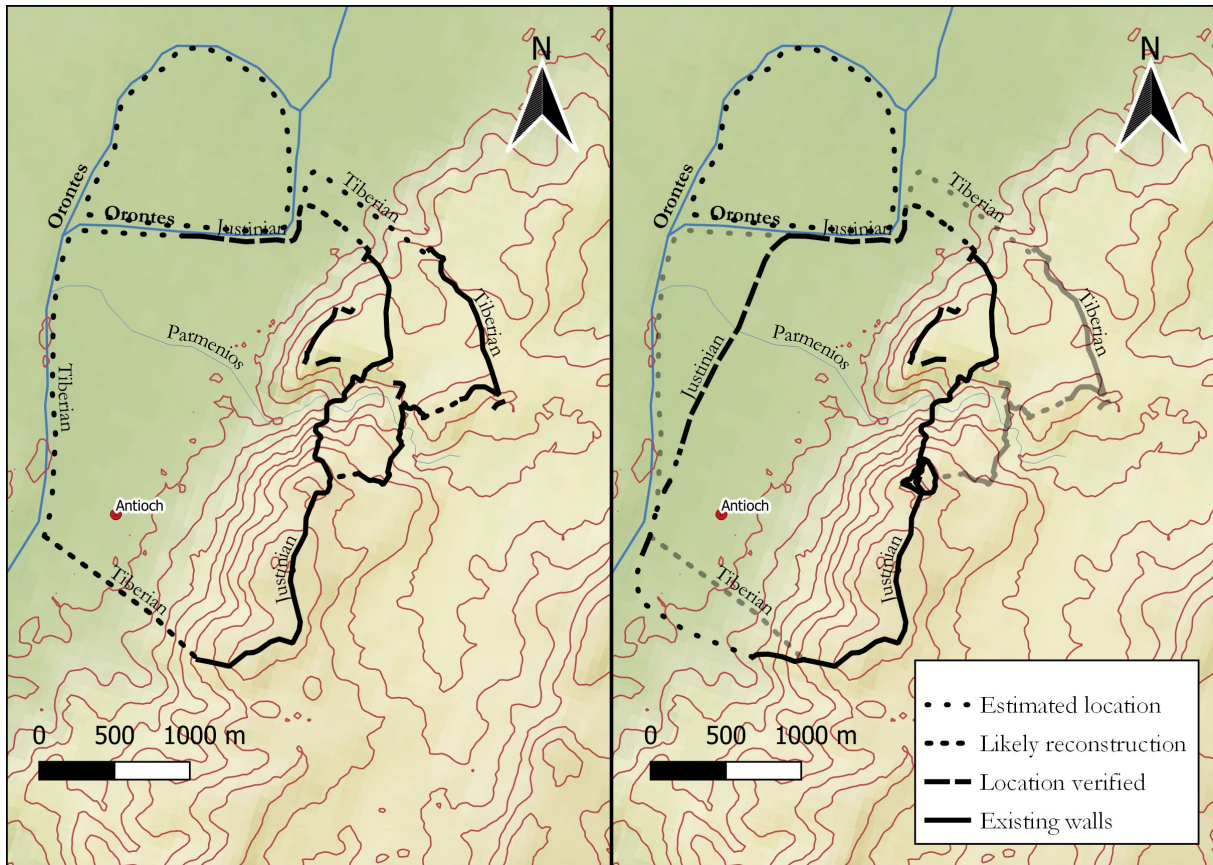 N
Orontes
Orontes
Justinian
Tiberian
Tiberian
Parmenios
Tiberian
Antioch
Justinian
Tiberian
0 500 1000 m
N
Orontes
Orontes
Justinian
Tiberian
Tiberian
Parmenios
Justinian
Antioch
Justinian
Tiberian
0 500 1000 m
Estimated location
Likely reconstruction
Location verified
Existing walls